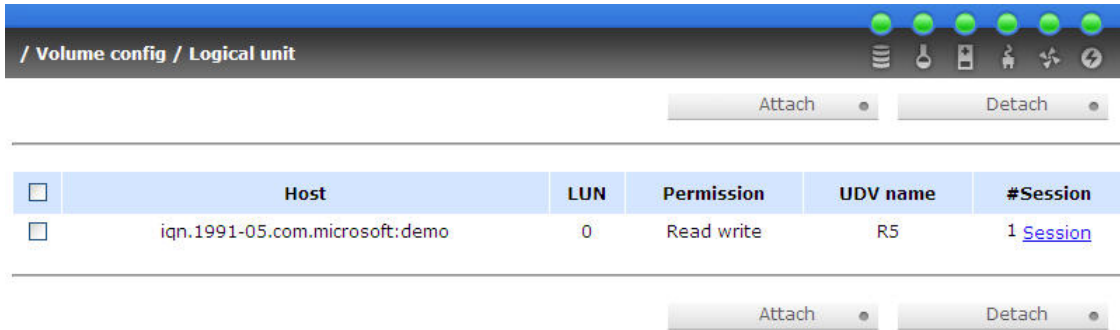 / Volume config / Logical unit
Attach Detach
Host LUN Permission UDV name #Session
iqn.1991-05.com.microsoft:demo 0 Read write R5 1 Session
Attach Detach